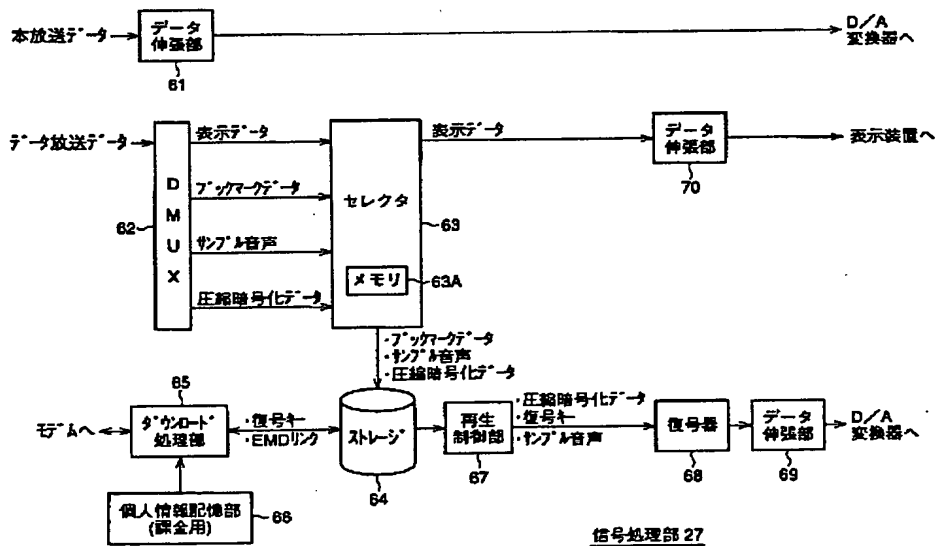 本放送データ
データ
伸張部
61
D/A
変換器へ
データ放送データ
DMUX
62
表示データ
ブックマークデータ
サンプル音声
圧縮暗号化データ
セレクタ
63
メモリ
63A
表示データ
データ
伸張部
70
表示装置へ
・ブックマークデータ
・サンプル音声
・圧縮暗号化データ
モデムへ
65
ダウンロード
処理部
・復号キー
・EMDリンク
ストレージ
64
再生
制御部
67
・圧縮暗号化データ
・復号キー
・サンプル音声
復号器
68
データ
伸張部
69
D/A
変換器へ
個人情報記憶部
(課金用)
66
信号処理部 27